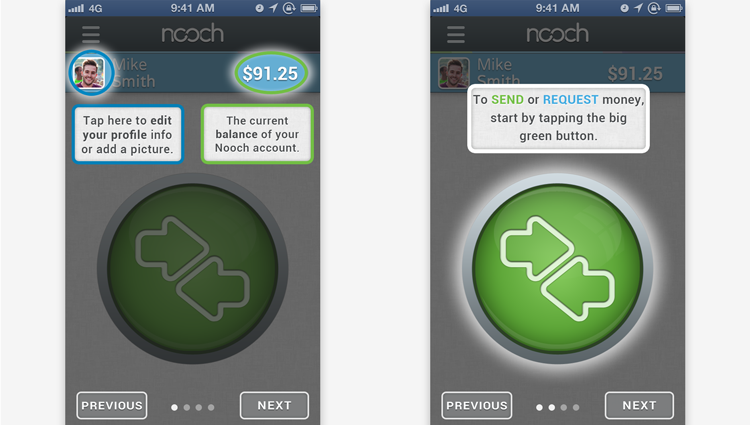 4G 9:41 AM
nooch
Mike
Smith
$91.25
Tap here to edit
your profile info
or add a picture.
The current
balance of your
Nooch account.
PREVIOUS
NEXT
4G 9:41 AM
nooch
Mike
Smith
$91.25
To SEND or REQUEST money,
start by tapping the big
green button.
PREVIOUS
NEXT